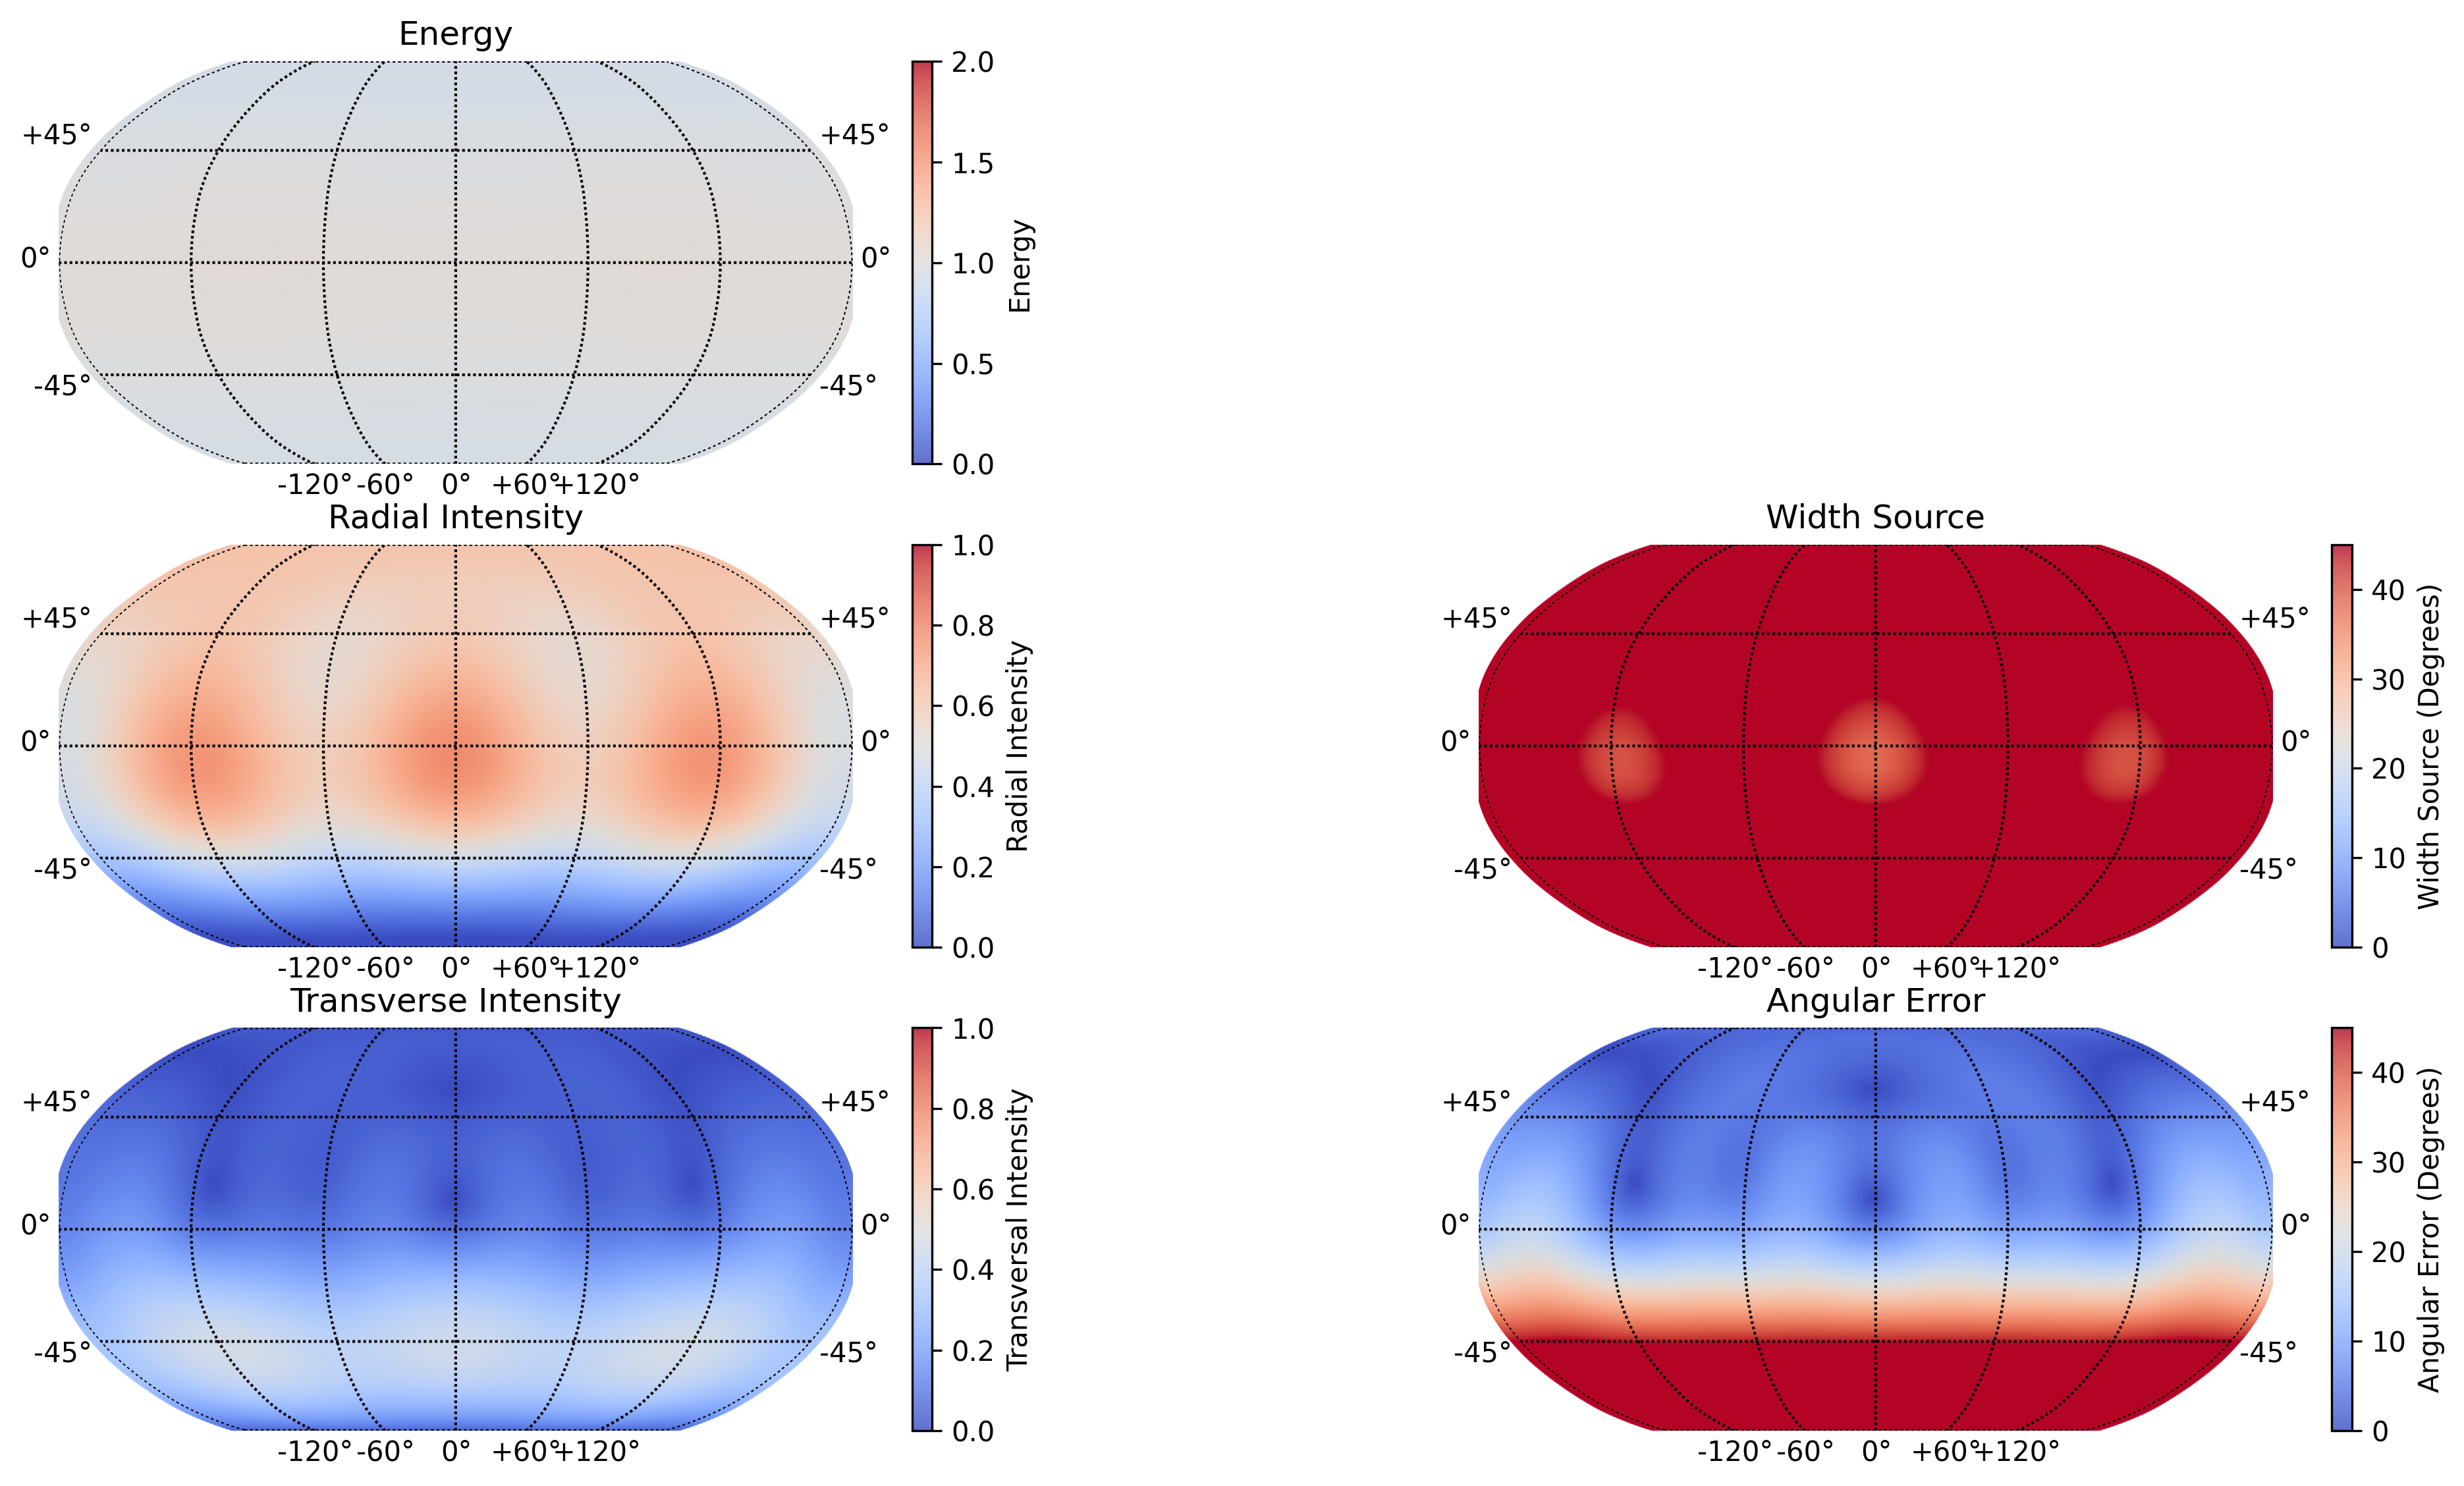 Energy
2.0
+45° +45°
1.5
0° 0° 1.0 Energy
-45° -45°
0.5
0.0
-120° -60° 0° +60° +120°
Radial Intensity
1.0
+45° +45°
0.8
0.6
0° 0° Radial Intensity
0.4
-45° -45°
0.2
0.0
-120° -60° 0° +60° +120°
Width Source
+45° +45°
40
30
0° 0° Width Source (Degrees)
20
-45° -45°
10
0
-120° -60° 0° +60° +120°
Transverse Intensity
1.0
+45° +45°
0.8
0.6
0° 0° Transversal Intensity
0.4
-45° -45°
0.2
0.0
-120° -60° 0° +60° +120°
Angular Error
+45° +45°
40
30
0° 0° Angular Error (Degrees)
20
-45° -45°
10
0
-120° -60° 0° +60° +120°